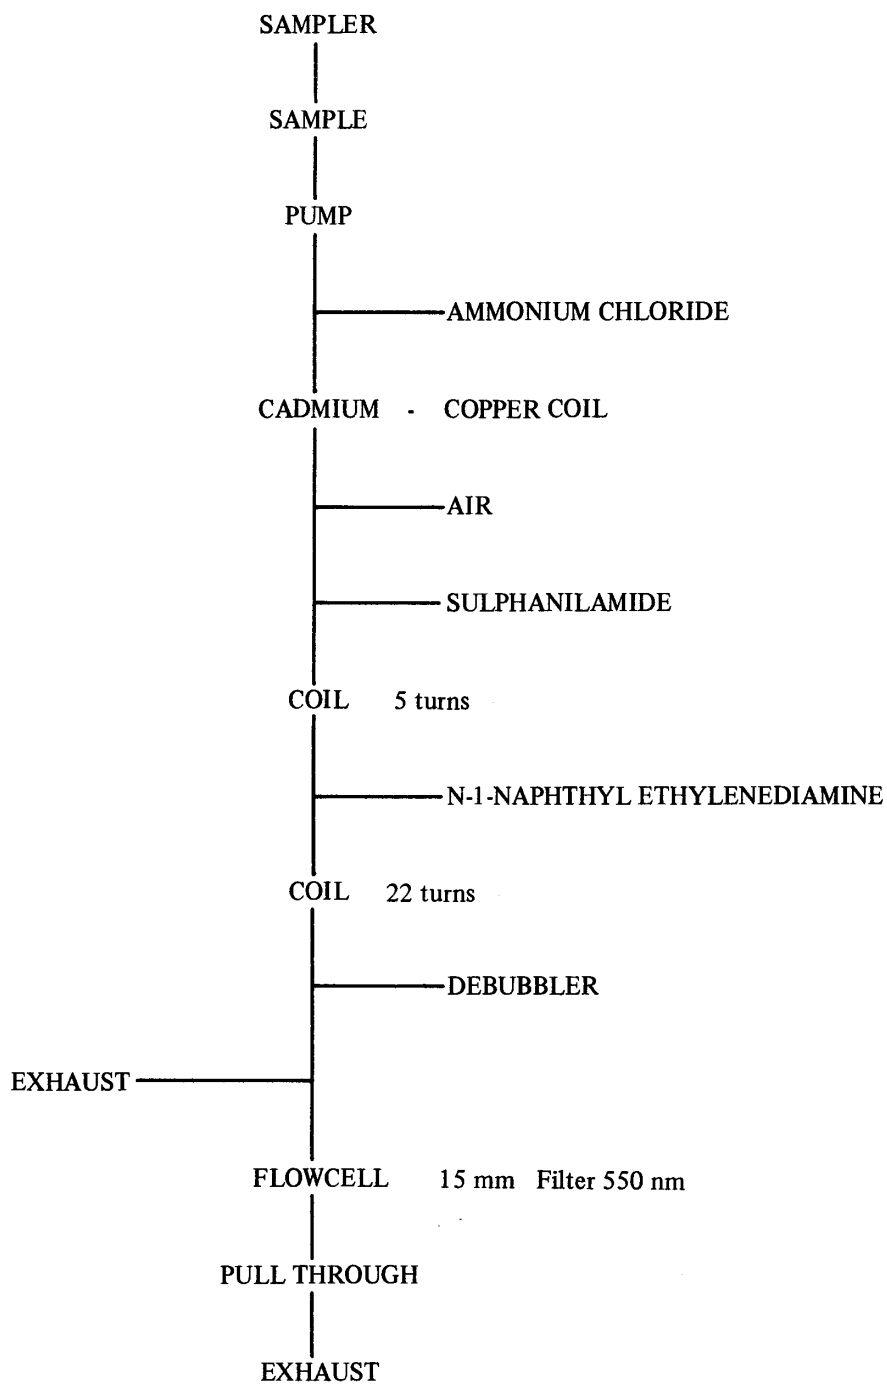 SAMPLER
SAMPLE
PUMP
AMMONIUM CHLORIDE
CADMIUM - COPPER COIL
AIR
SULPHANILAMIDE
COIL 5 turns
N-1-NAPHTHYL ETHYLENEDIAMINE
COIL 22 turns
DEBUBBLER
EXHAUST
FLOWCELL 15 mm Filter 550 nm
PULL THROUGH
EXHAUST